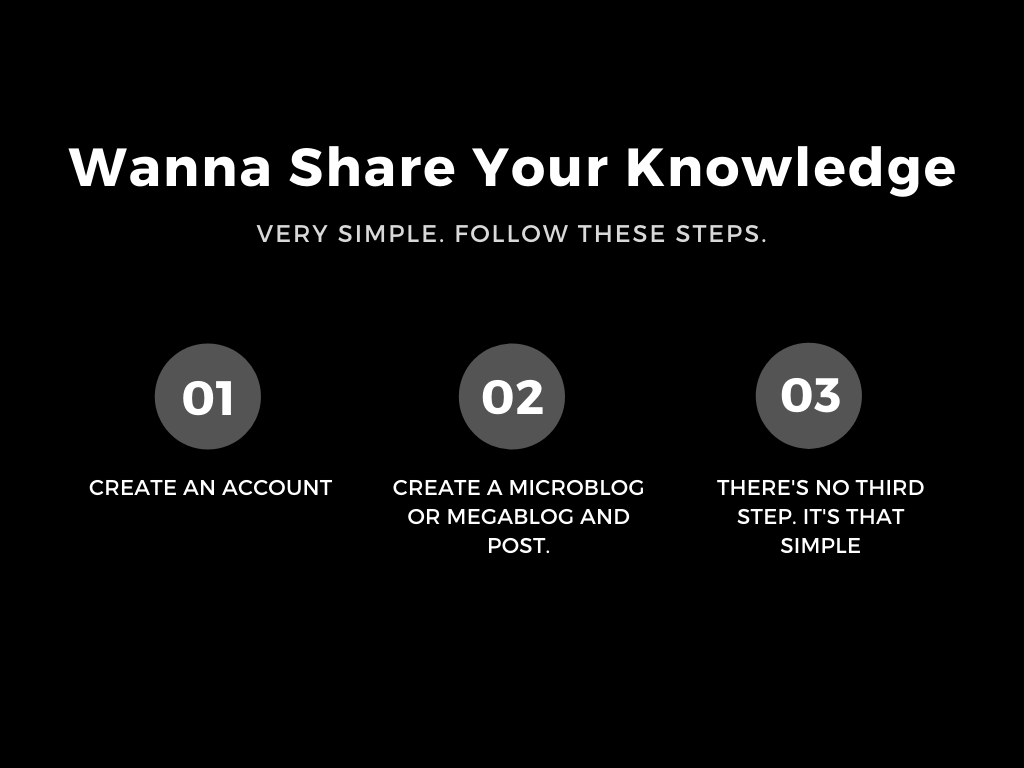 Wanna Share Your Knowledge
VERY SIMPLE. FOLLOW THESE STEPS.
01
CREATE AN ACCOUNT
02
CREATE A MICROBLOG
OR MEGABLOG AND
POST.
03
THERE'S NO THIRD
STEP. IT'S THAT
SIMPLE